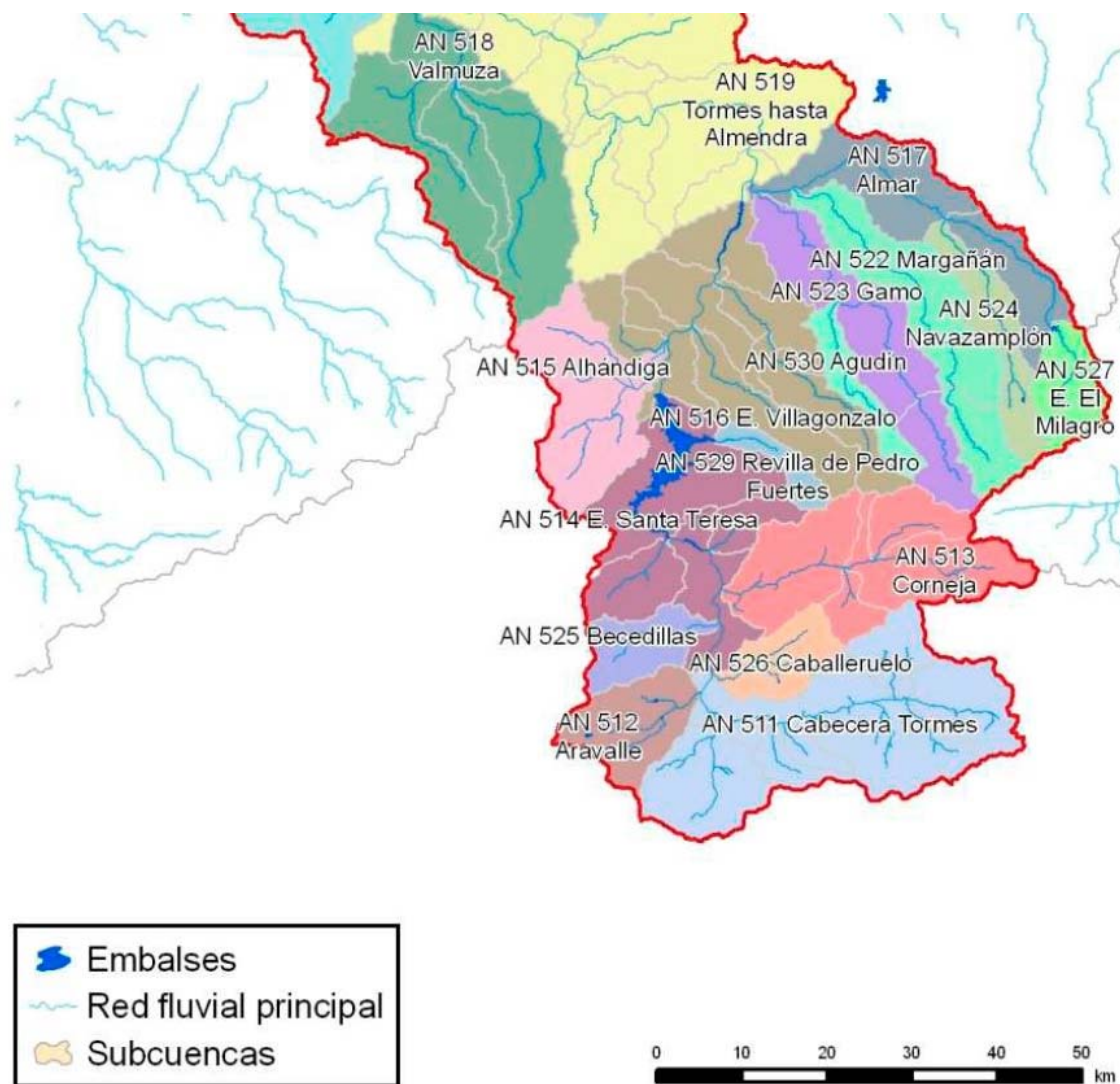 AN 518
Valmuza
AN 519
Tormes hasta
Almendra
AN 517
Almar
AN 522 Margañán
AN 523 Gamo
AN 524
Navazamplón
AN 530 Agudín
AN 515 Alhándiga
AN 527
E. El
Milagro
AN 516 E. Villagonzalo
AN 529 Revilla de Pedro
Fuertes
AN 514 E. Santa Teresa
AN 513
Corneja
AN 525 Becedillas
AN 526 Caballeruelo
AN 512
Aravalle
AN 511 Cabecera Tormes
Embalses
Red fluvial principal
Subcuencas
0 10 20 30 40 50
km